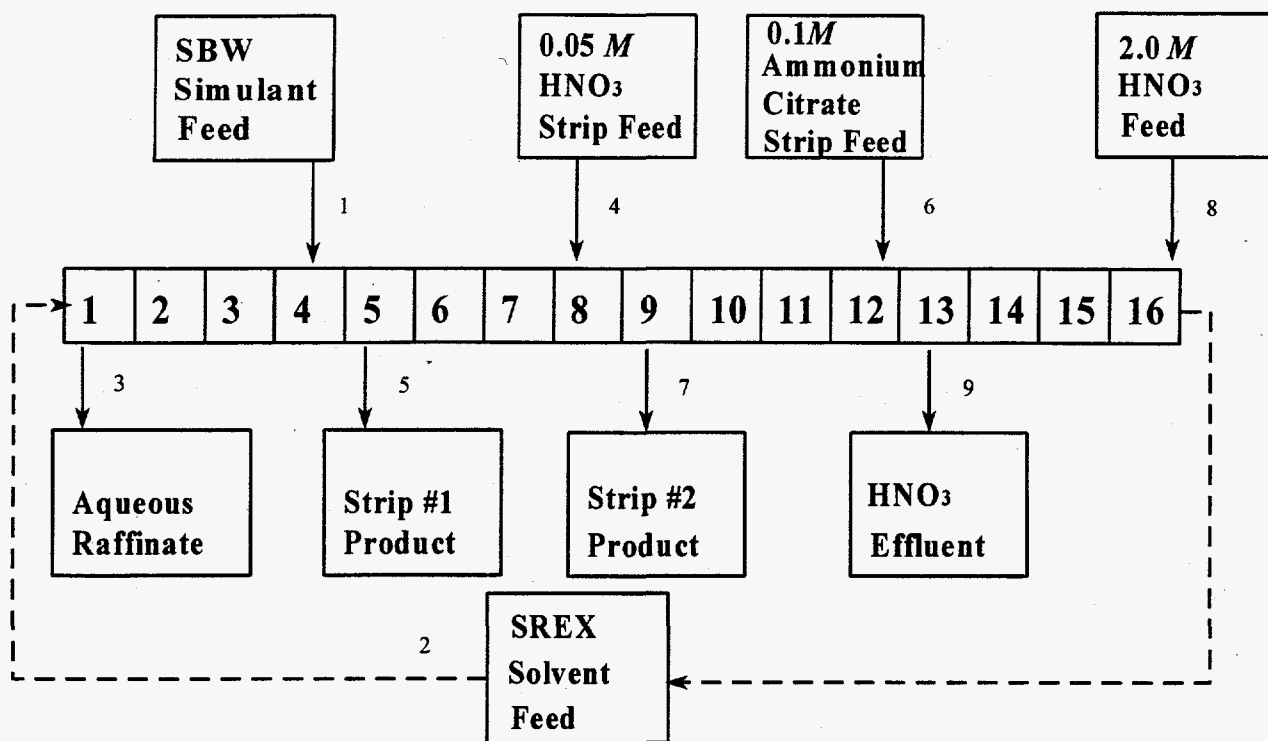 SBW
Simulant
Feed
0.05 M
HNO3
Strip Feed
0.1M
Ammonium
Citrate
Strip Feed
2.0 M
HNO3
Feed
1
4
6
8
1 2 3 4 5 6 7 8 9 10 11 12 13 14 15 16
3
5
7
9
Aqueous
Raffinate
Strip #1
Product
Strip #2
Product
HNO3
Effluent
2
SREX
Solvent
Feed